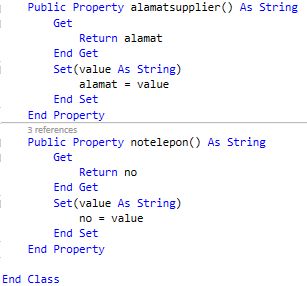 Public Property alamatsupplier() As String
Get
Return alamat
End Get
Set(value As String)
alamat = value
End Set
End Property
3 references
Public Property notelepon() As String
Get
Return no
End Get
Set(value As String)
no = value
End Set
End Property
End Class